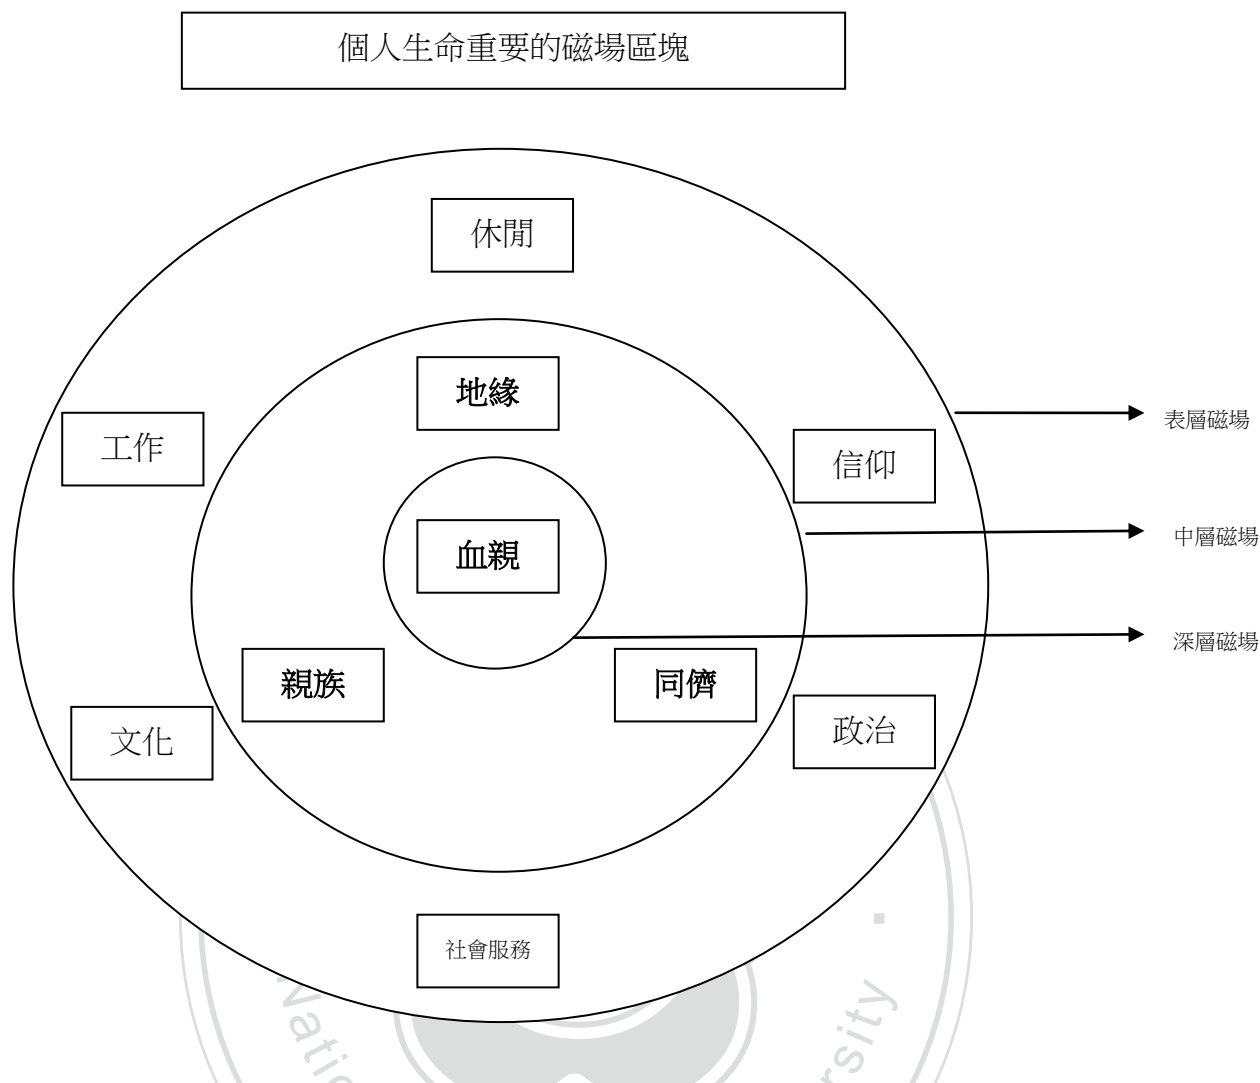 個人生命重要的磁場區塊
休閒
地緣
表層磁場
工作
信仰
中層磁場
血親
深層磁場
親族
同儕
文化
政治
社會服務